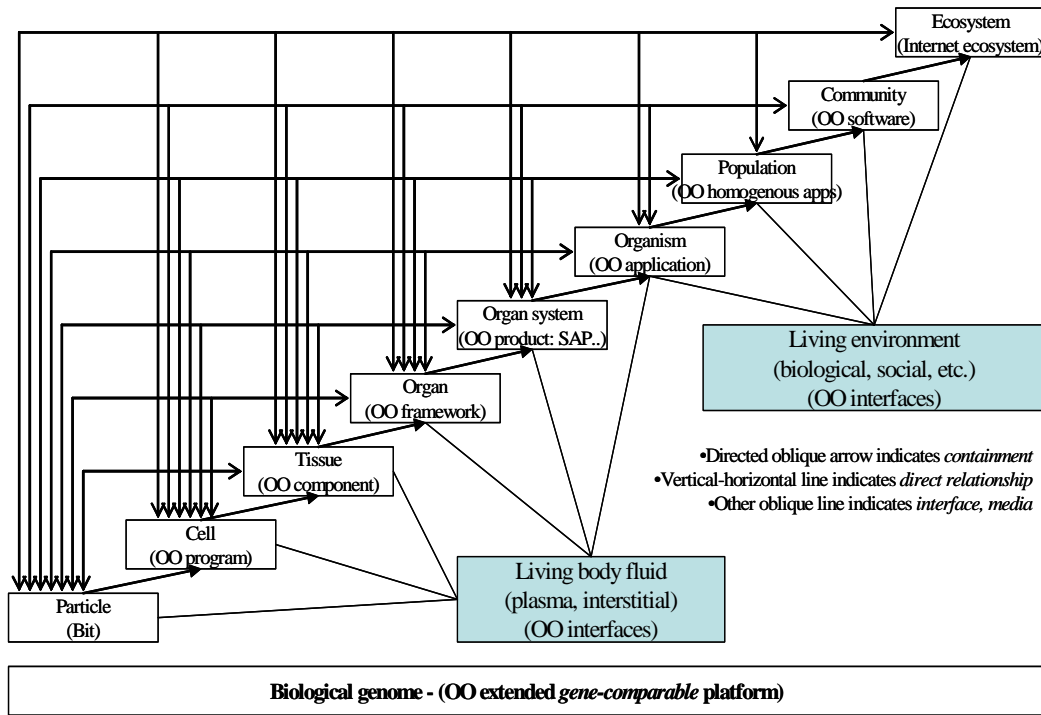 Ecosystem
(Internet ecosystem)
Community
(OO software)
Population
(OO homogenous apps)
Organism
(OO application)
Organ system
(OO product: SAP..)
Organ
(OO framework)
Tissue
(OO component)
Cell
(OO program)
Particle
(Bit)
Living environment
(biological, social, etc.)
(OO interfaces)
•Directed oblique arrow indicates containment
•Vertical-horizontal line indicates direct relationship
•Other oblique line indicates interface, media
Living body fluid
(plasma, interstitial)
(OO interfaces)
Biological genome - (OO extended gene-comparable platform)